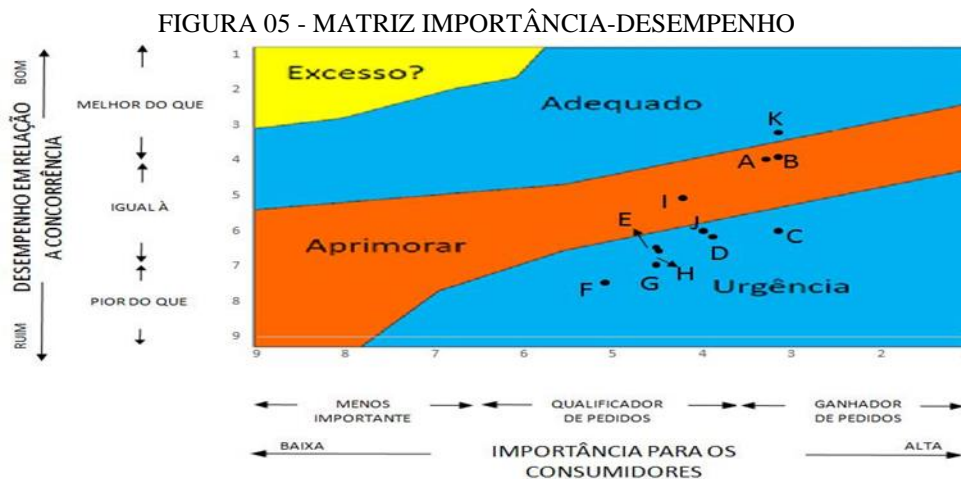 FIGURA 05 - MATRIZ IMPORTÂNCIA-DESEMPENHO
DESEMPENHO EM RELAÇÃO
A CONCORRÊNCIA
BOM
RUIM
MELHOR DO QUE
IGUAL À
PIOR DO QUE
1
2
3
4
5
6
7
8
9
Excesso?
Adequado
K
A
B
I
E
J
D
C
Aprimorar
F
G
H
Urgência
9
8
7
6
5
4
3
2
MENOS
IMPORTANTE
QUALIFICADOR
DE PEDIDOS
GANHADOR
DE PEDIDOS
BAIXA
IMPORTÂNCIA PARA OS
CONSUMIDORES
ALTA